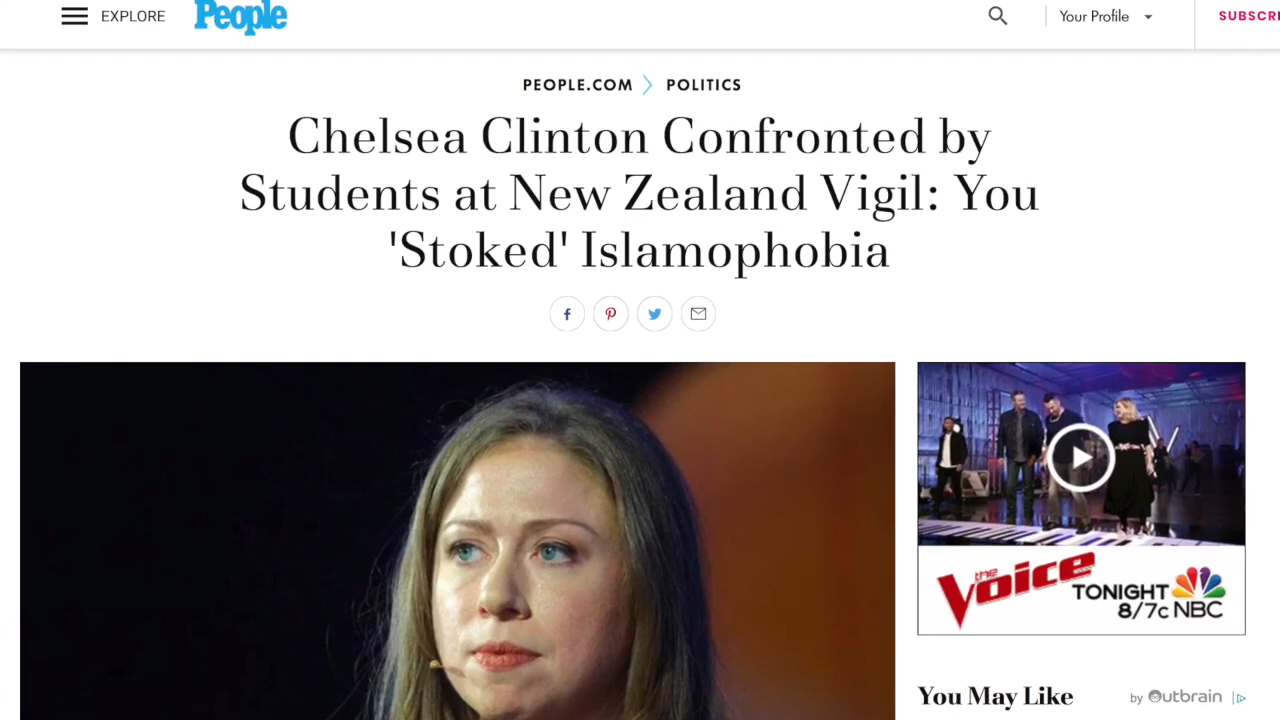 EXPLORE
People
Your Profile
PEOPLE.COM
POLITICS
Chelsea Clinton Confronted by
Students at New Zealand Vigil: You
'Stoked' Islamophobia
the
Voice
TONIGHT
8/7c NBC
You May Like
by Outbrain